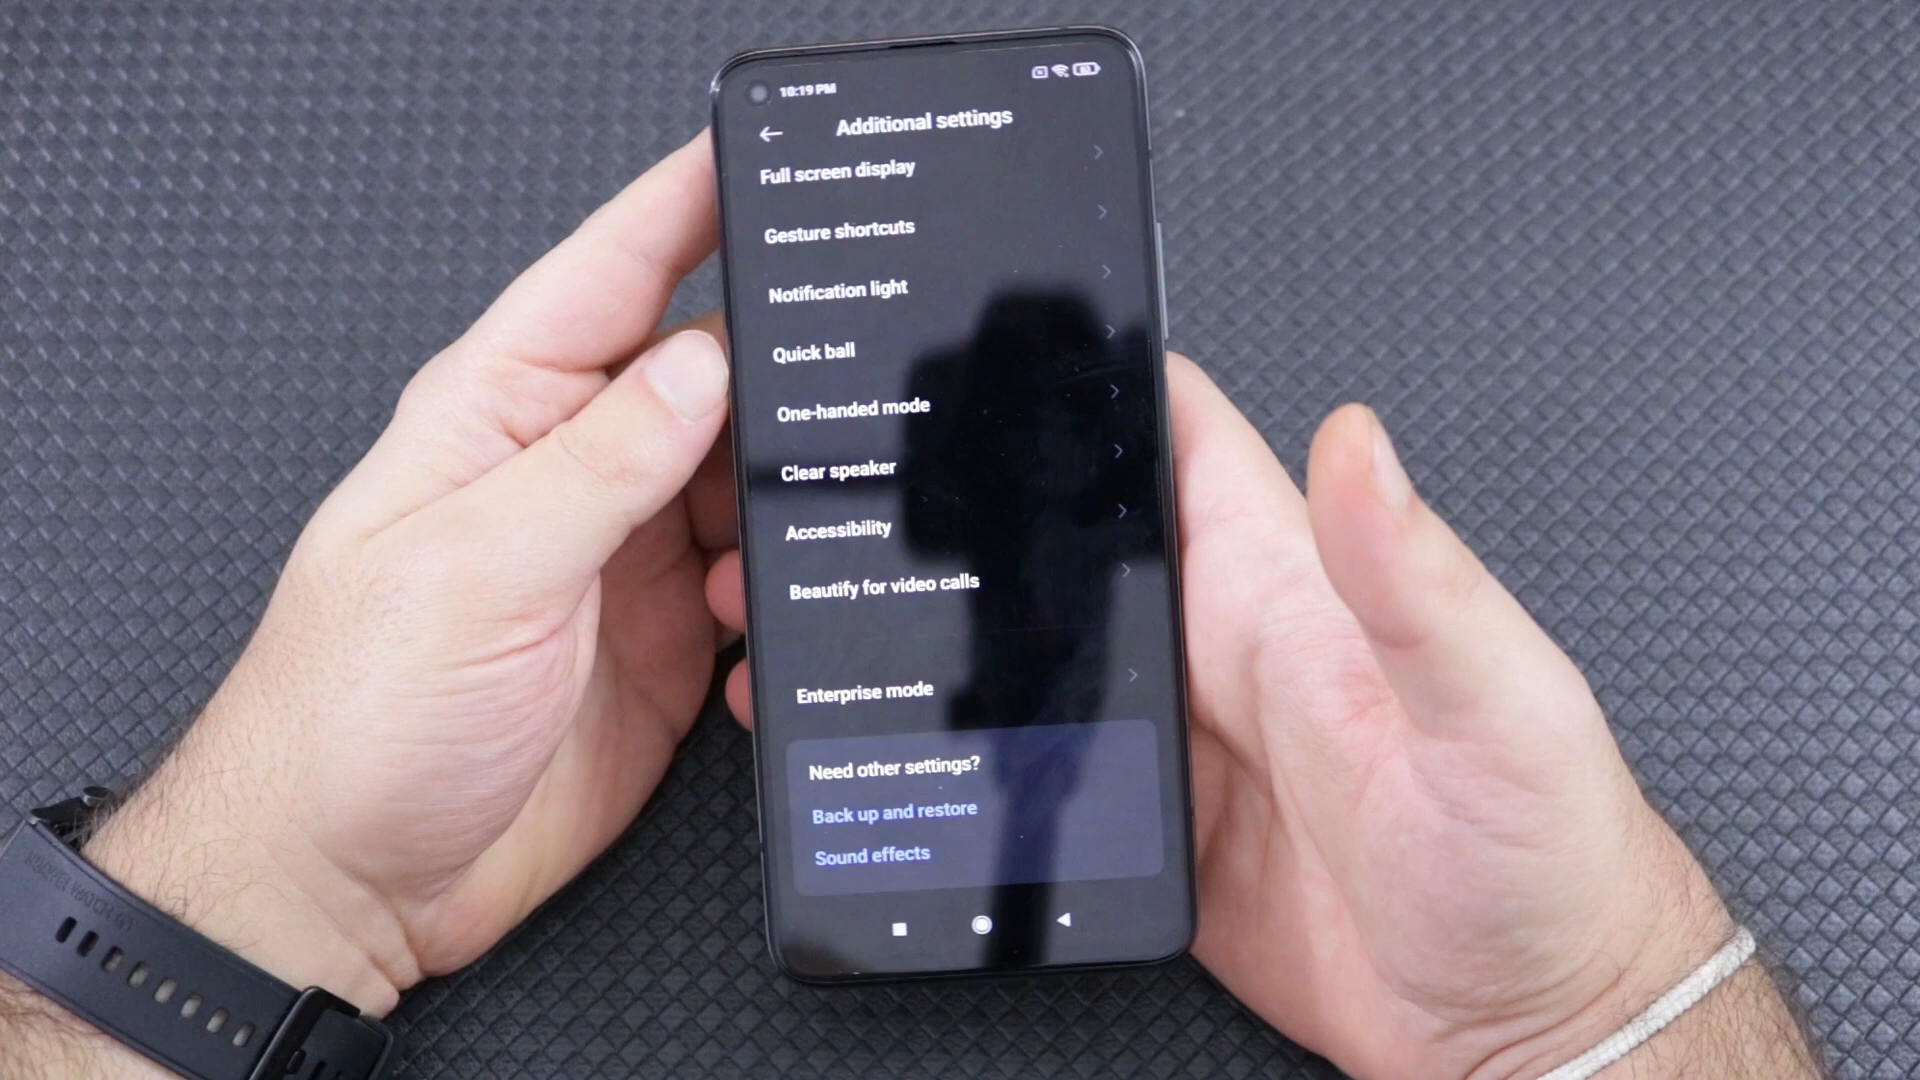 10:19 PM
Additional settings
Full screen display
Gesture shortcuts
Notification light
Quick ball
One-handed mode
Clear speaker
Accessibility
Beautify for video calls
Enterprise mode
Need other settings?
Back up and restore
Sound effects